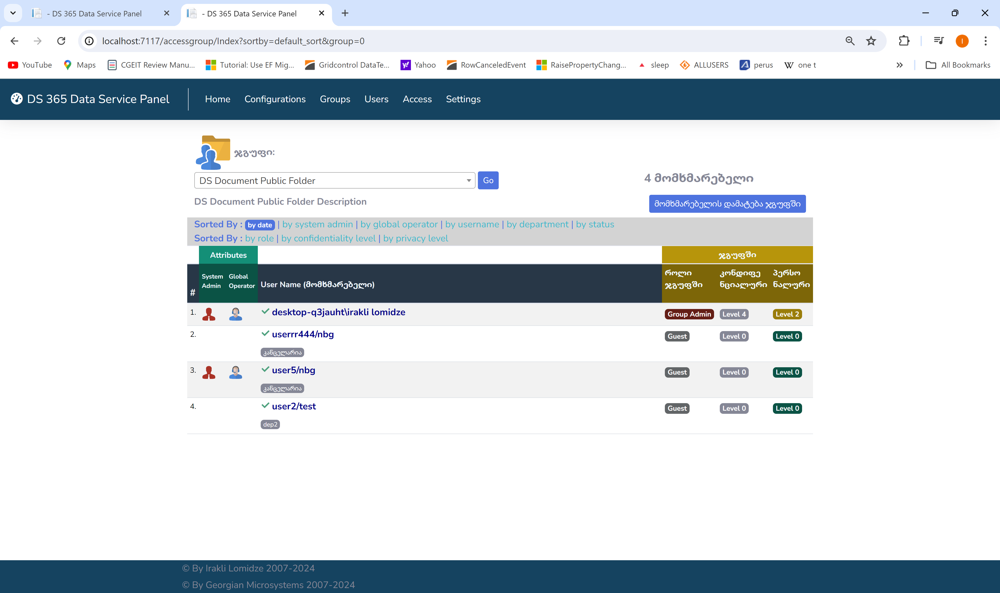 - DS 365 Data Service Panel
- DS 365 Data Service Panel
localhost:7117/accessgroup/Index?sortby=default_sort&group=0
I
YouTube
Maps
CGEIT Review Manu...
Tutorial: Use EF Mig...
Gridcontrol DataTe...
Yahoo
RowCanceledEvent
RaisePropertyChang...
sleep
ALLUSERS
perus
one t
All Bookmarks
DS 365 Data Service Panel
Home Configurations Groups Users Access Settings
ჯგუფი:
DS Document Public Folder
Go
4 მომხმარებელი
DS Document Public Folder Description
მომხმარებელის დამატება ჯგუფში
Sorted By : by date | by system admin | by global operator | by username | by department | by status
Sorted By : by role | by confidentiality level | by privacy level
Attributes
ჯგუფში
#
System Admin
Global Operator
User Name (მომხმარებელი)
როლი ჯგუფში
კონდიფე ნციალური
პერსო ნალური
1. desktop-q3jauht\irakli lomidze Group Admin Level 4 Level 2
2. userrr444/nbg Guest Level 0 Level 0
კანცელარია
3. user5/nbg Guest Level 0 Level 0
კანცელარია
4. user2/test Guest Level 0 Level 0
dep2
© By Irakli Lomidze 2007-2024
© By Georgian Microsystems 2007-2024